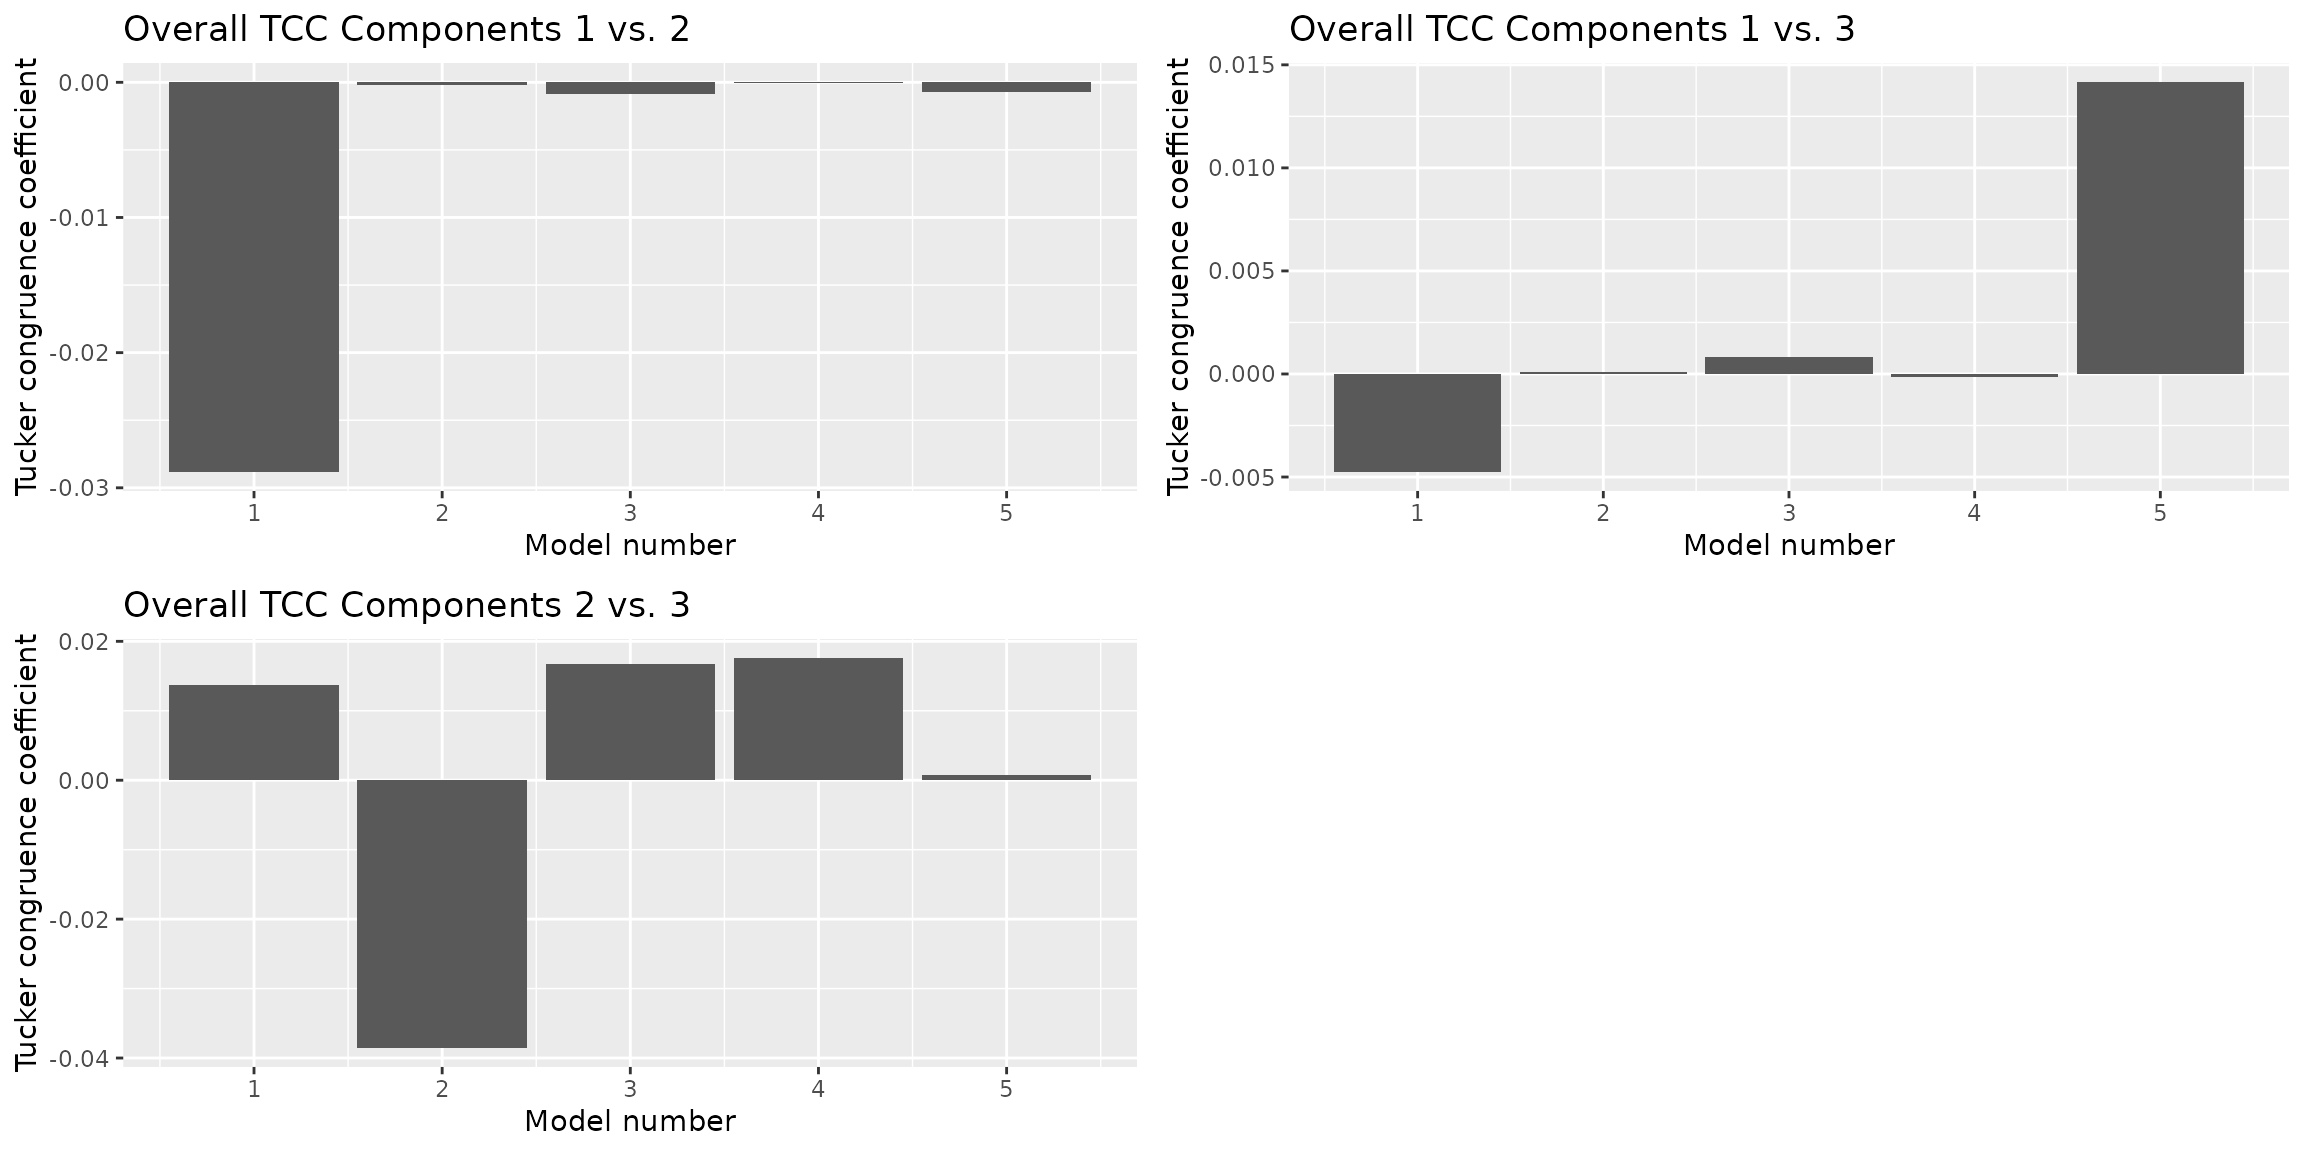 Overall TCC Components 1 vs. 2
Tucker congruence coefficient
0.00
-0.01
-0.02
-0.03
1 2 3 4 5
Model number
Overall TCC Components 1 vs. 3
Tucker congruence coefficient
0.015
0.010
0.005
0.000
-0.005
1 2 3 4 5
Model number
Overall TCC Components 2 vs. 3
Tucker congruence coefficient
0.02
0.00
-0.02
-0.04
1 2 3 4 5
Model number